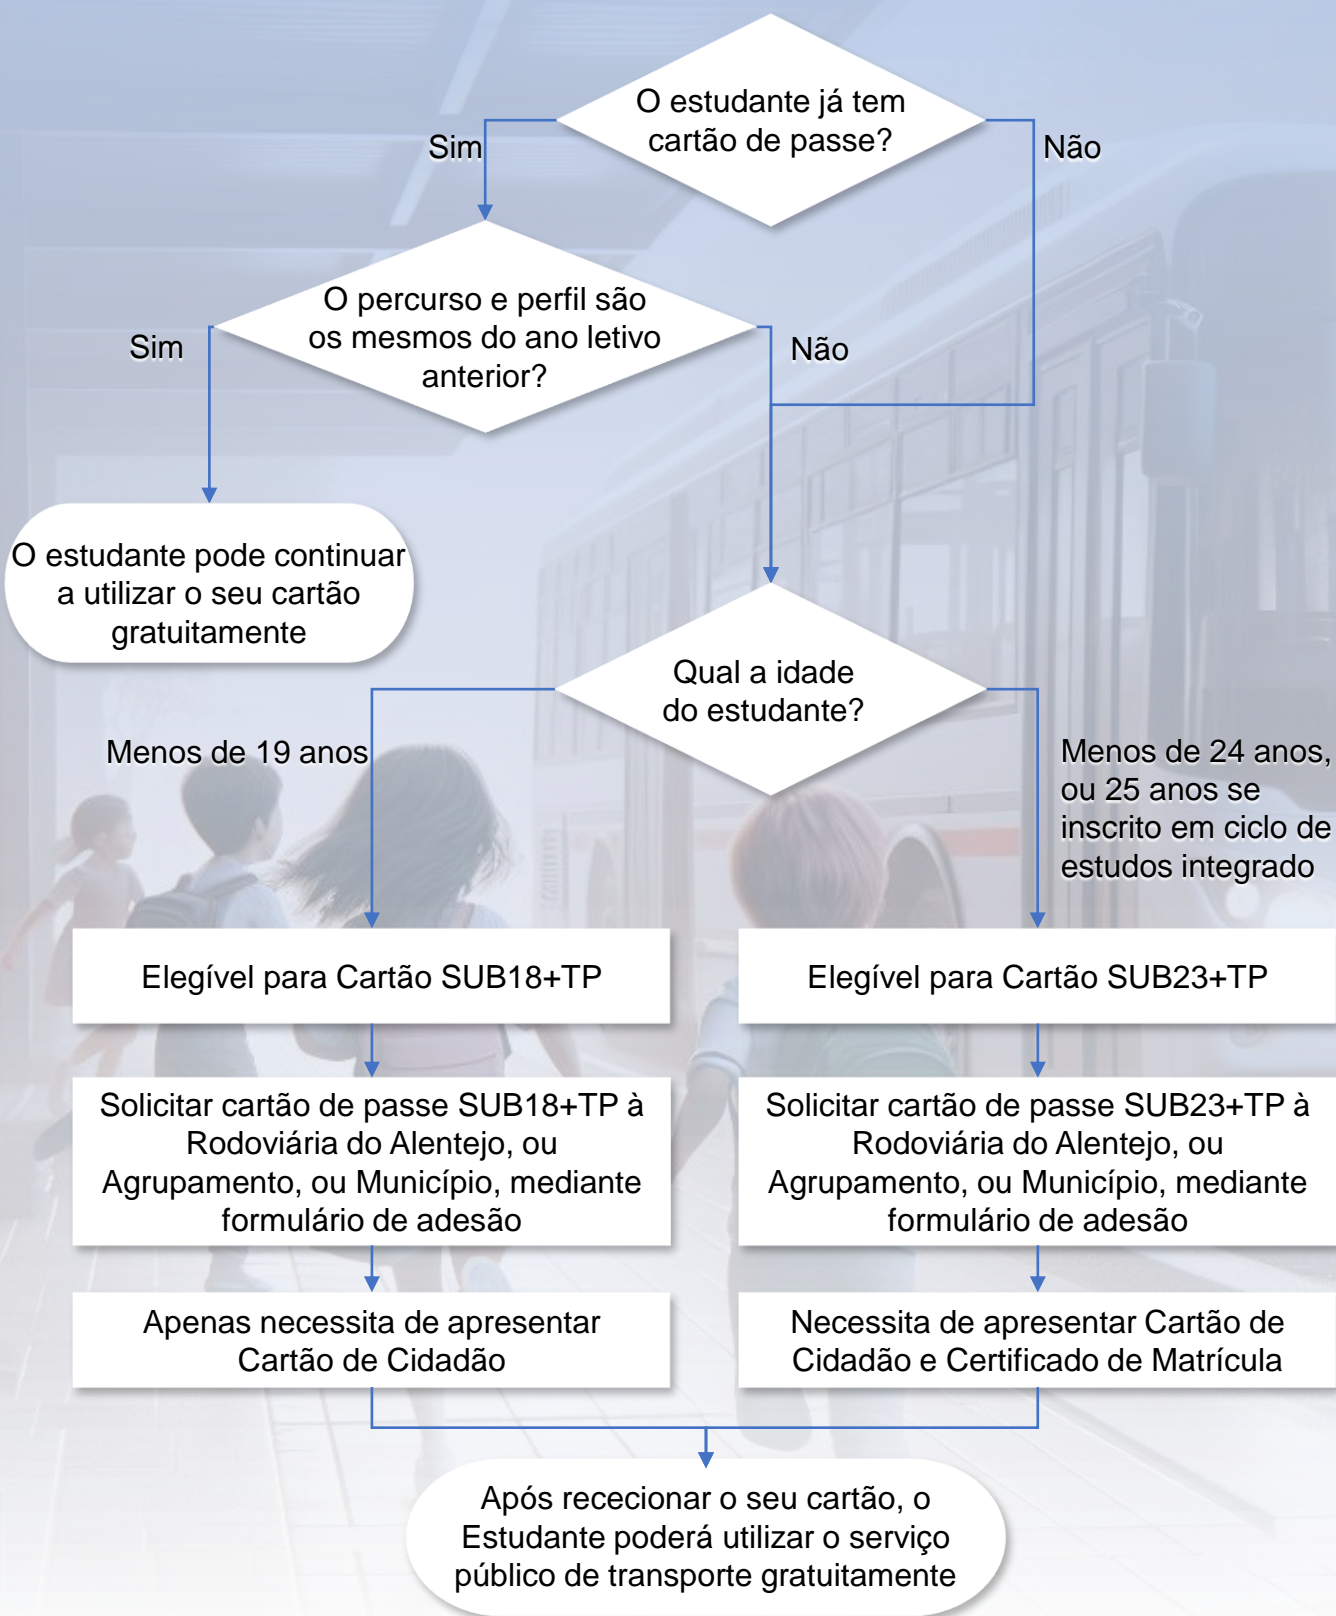 O estudante já tem
cartão de passe?
Sim
Não
O percurso e perfil são
os mesmos do ano letivo
anterior?
Sim
Não
O estudante pode continuar
a utilizar o seu cartão
gratuitamente
Qual a idade
do estudante?
Menos de 19 anos
Menos de 24 anos,
ou 25 anos se
inscrito em ciclo de
estudos integrado
Elegível para Cartão SUB18+TP
Elegível para Cartão SUB23+TP
Solicitar cartão de passe SUB18+TP à
Rodoviária do Alentejo, ou
Agrupamento, ou Município, mediante
formulário de adesão
Solicitar cartão de passe SUB23+TP à
Rodoviária do Alentejo, ou
Agrupamento, ou Município, mediante
formulário de adesão
Apenas necessita de apresentar
Cartão de Cidadão
Necessita de apresentar Cartão de
Cidadão e Certificado de Matrícula
Após rececionar o seu cartão, o
Estudante poderá utilizar o serviço
público de transporte gratuitamente